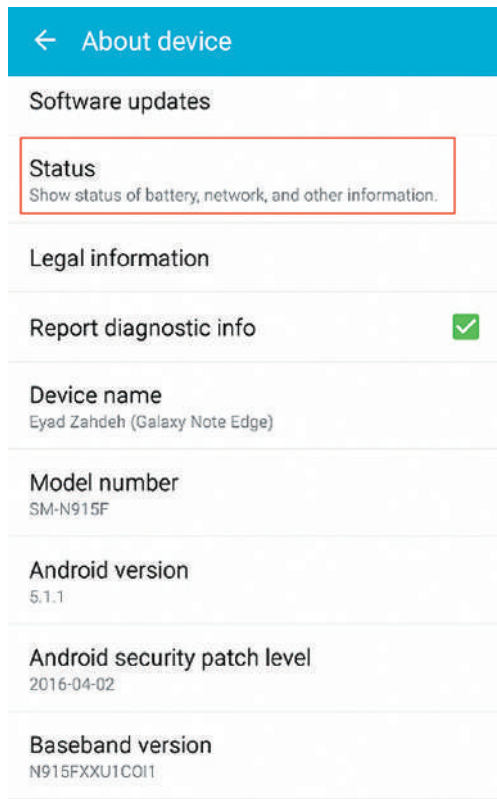 About device
Software updates
Status
Show status of battery, network, and other information.
Legal information
Report diagnostic info
Device name
Eyad Zahdeh (Galaxy Note Edge)
Model number
SM-N915F
Android version
5.1.1
Android security patch level
2016-04-02
Baseband version
N915FXXU1COI1